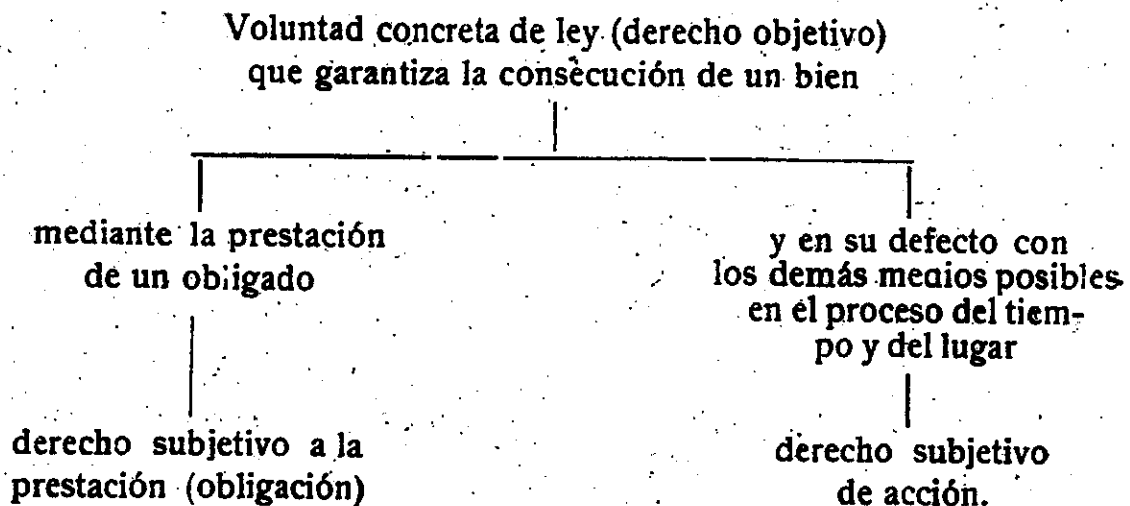 Voluntad concreta de ley (derecho objetivo)
que garantiza la consecución de un bien
mediante la prestación
de un obligado
y en su defecto con
los demás medios posibles
en el proceso del tiem-
po y del lugar
derecho subjetivo a la
prestación (obligación)
derecho subjetivo
de acción.